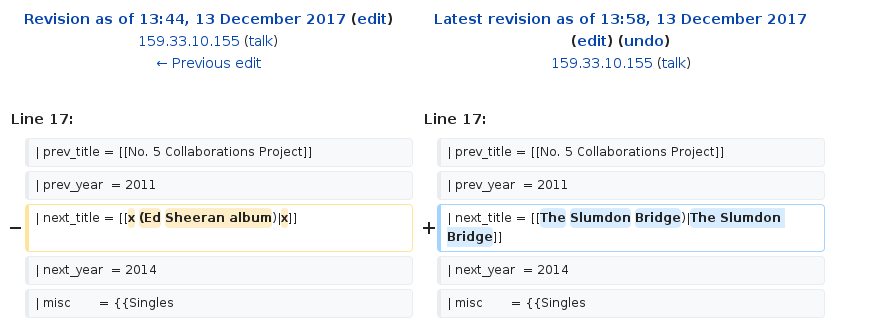 Revision as of 13:44, 13 December 2017 (edit)
159.33.10.155 (talk)
← Previous edit
Latest revision as of 13:58, 13 December 2017
(edit) (undo)
159.33.10.155 (talk)
Line 17:
Line 17:
| prev_title = [[No. 5 Collaborations Project]]
| prev_title = [[No. 5 Collaborations Project]]
| prev_year = 2011
| prev_year = 2011
− | next_title = [[x (Ed Sheeran album)|x]]
+ | next_title = [[The Slumdon Bridge)|The Slumdon
Bridge]]
| next_year = 2014
| next_year = 2014
| misc = {{Singles
| misc = {{Singles